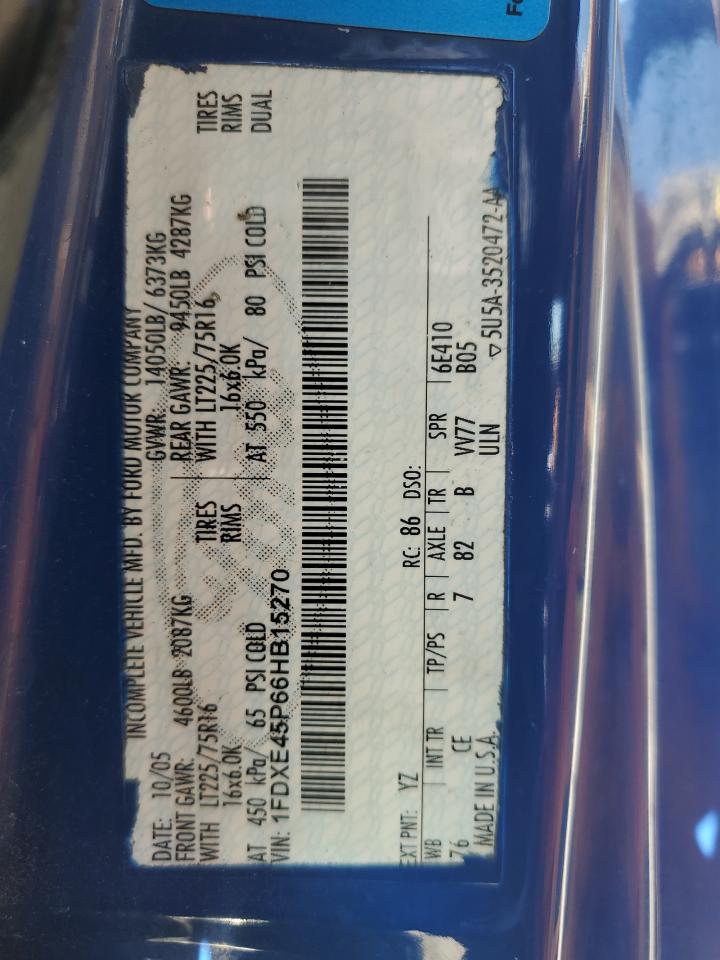 INCOMPLETE VEHICLE MFD. BY FORD MOTOR COMPANY
DATE: 10/05 GVWR: 14050LB/ 6373KG
FRONT GAWR: 4600LB 2087KG REAR GAWR: 9450LB 4287KG
WITH LT225/75R16 TIRES WITH LT225/75R16, TIRES
16x6.0K RIMS 16x6.0K RIMS
AT 450 kPa/ 65 PSI COLD AT 550 kPa/ 80 PSI COLD DUAL
VIN: 1FDXE45P66HB15270
EXT PNT: YZ RC: 86 DSO:
WB INT TR TP/PS R AXLE TR SPR 6E410
76 CE 7 82 B VV77 B05
MADE IN U.S.A. ULN
▽ 5U5A-3520472-AA